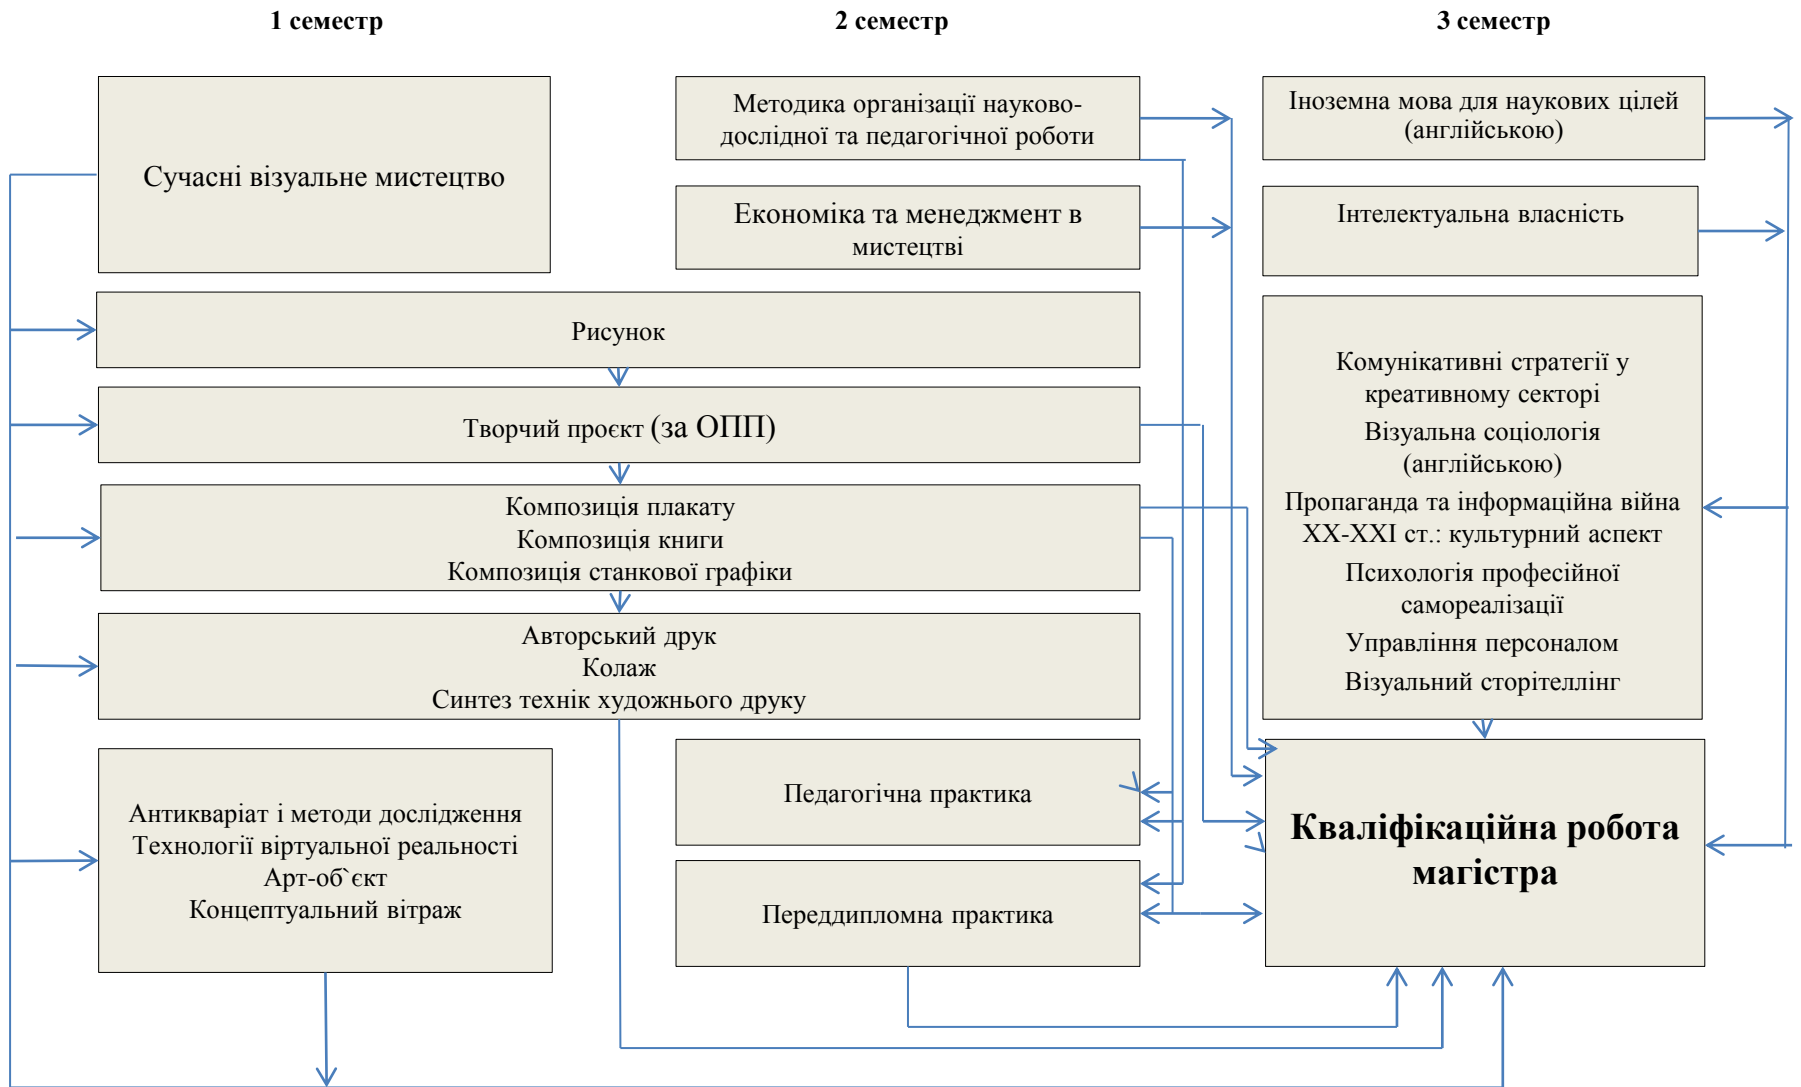 1 семестр
2 семестр
3 семестр
Сучасні візуальне мистецтво
Методика організації науково-
дослідної та педагогічної роботи
Економіка та менеджмент в
мистецтві
Іноземна мова для наукових цілей
(англійською)
Інтелектуальна власність
Рисунок
Творчий проєкт (за ОПП)
Композиція плакату
Композиція книги
Композиція станкової графіки
Авторський друк
Колаж
Синтез технік художнього друку
Комунікативні стратегії у
креативному секторі
Візуальна соціологія
(англійською)
Пропаганда та інформаційна війна
ХХ-ХХІ ст.: культурний аспект
Психологія професійної
самореалізації
Управління персоналом
Візуальний сторітеллінг
Антикваріат і методи дослідження
Технології віртуальної реальності
Арт-об`єкт
Концептуальний вітраж
Педагогічна практика
Переддипломна практика
Кваліфікаційна робота
магістра